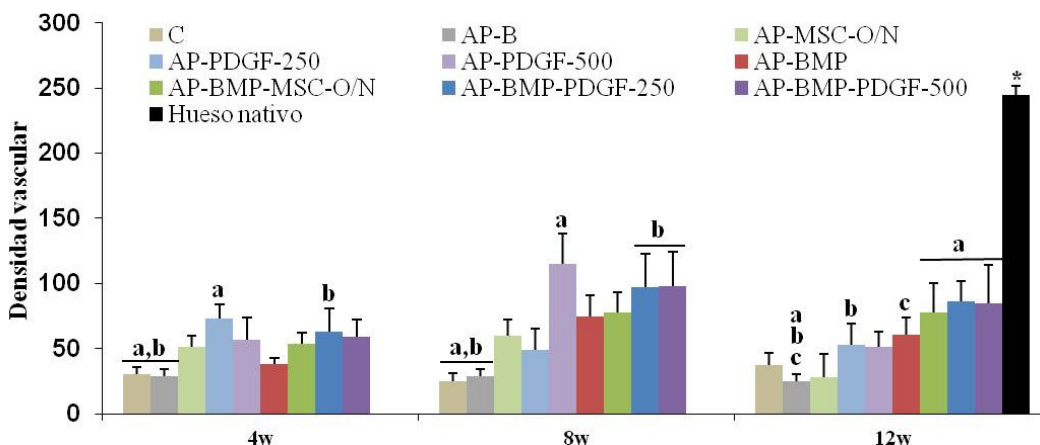 300
250
200
150
100
50
0
Densidad vascular
C
AP-B
AP-MSC-O/N
AP-PDGF-250
AP-PDGF-500
AP-BMP
AP-BMP-MSC-O/N
AP-BMP-PDGF-250
AP-BMP-PDGF-500
Hueso nativo
a,b
a
b
a,b
a
b
a
b
c
b
c
a
*
4w
8w
12w